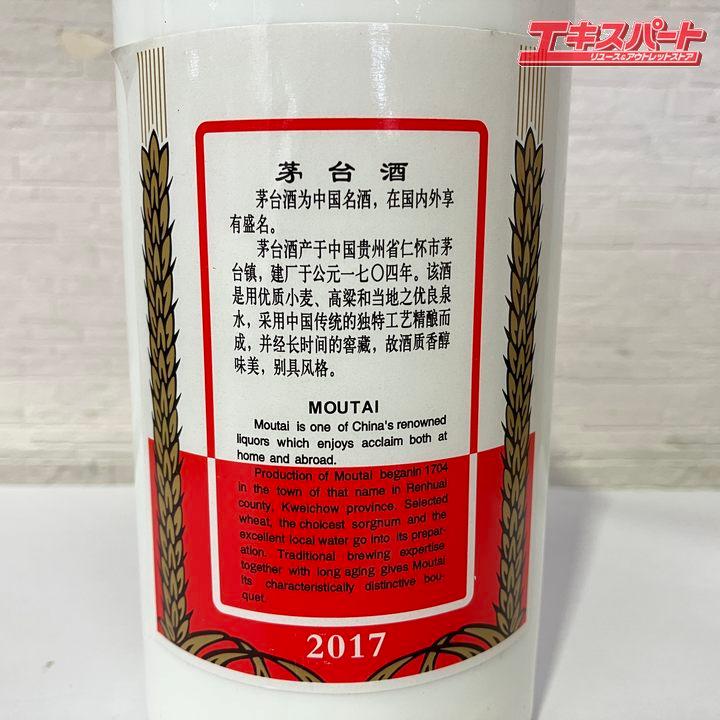 Tキスパート
リユース&アウトレットストア
茅台酒
茅台酒为中国名酒，在国内外享
有盛名。
茅台酒产于中国贵州省仁怀市茅
台镇，建厂于公元一七〇四年。该酒
是用优质小麦、高粱和当地之优良泉
水，采用中国传统的独特工艺精酿而
成，并经长时间的窖藏，故酒质香醇
味美，别具风格。
MOUTAI
Moutai is one of China's renowned
liquors which enjoys acclaim both at
home and abroad.
Production of Moutai beganin 1704
in the town of that name in Renhuai
county, Kweichow province. Selected
wheat, the choicest sorgnum and the
excellent local water go into its prepar-
ation. Traditional brewing expertise
together with long aging gives Moutai
its characteristically distinctive bou-
quet.
2017